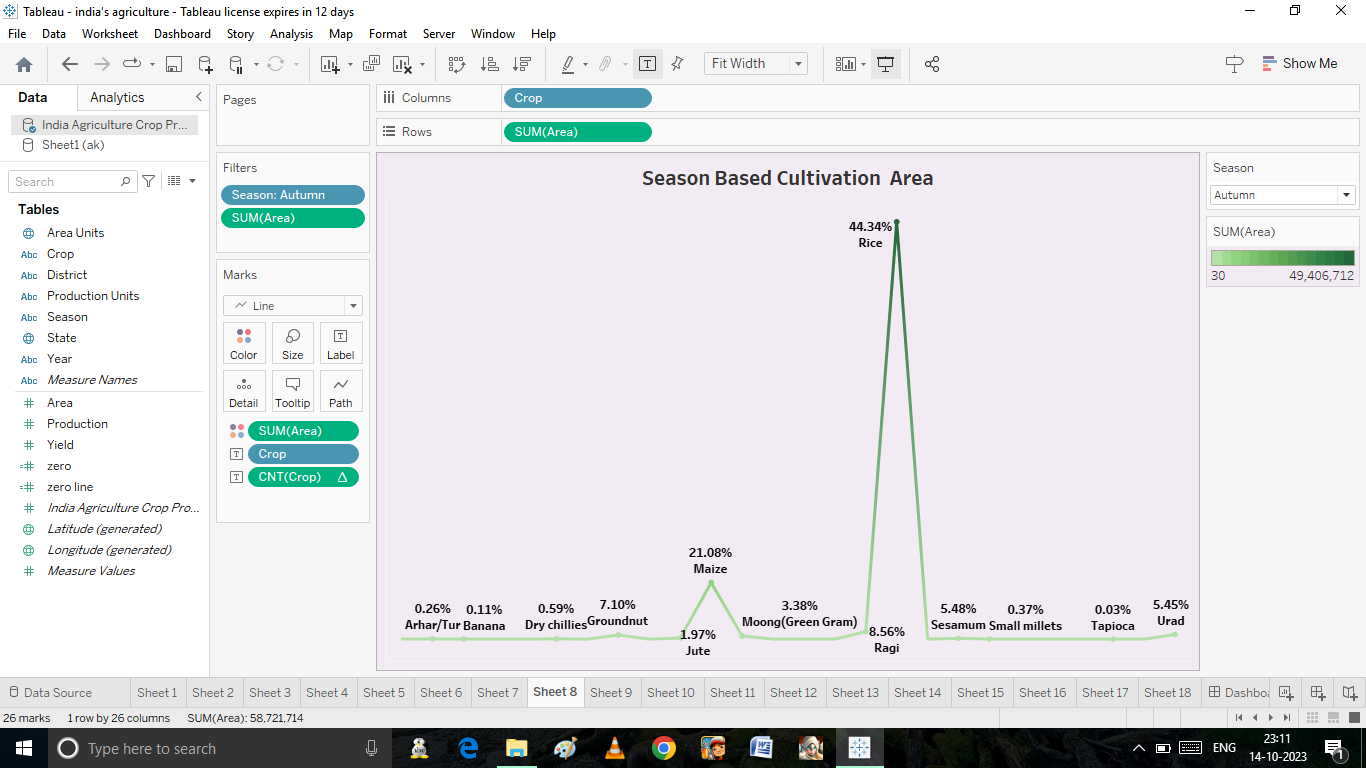 Tableau - india's agriculture - Tableau license expires in 12 days
File Data Worksheet Dashboard Story Analysis Map Format Server Window Help
Fit Width
Show Me
Data Analytics
India Agriculture Crop Pr...
Sheet1 (ak)
Search
Tables
Area Units
Abc Crop
Abc District
Abc Production Units
Abc Season
State
Abc Year
Abc Measure Names
Area
Production
Yield
zero
zero line
India Agriculture Crop Pro...
Latitude (generated)
Longitude (generated)
Measure Values
Pages
Filters
Season: Autumn
SUM(Area)
Marks
Line
Color Size Label
Detail Tooltip Path
SUM(Area)
Crop
CNT(Crop) Δ
Columns Crop
Rows SUM(Area)
Season Based Cultivation Area
44.34%
Rice
21.08%
Maize
0.26%
Arhar/Tur
0.11%
Banana
0.59%
Dry chillies
7.10%
Groundnut
1.97%
Jute
3.38%
Moong(Green Gram)
8.56%
Ragi
5.48%
Sesamum
0.37%
Small millets
0.03%
Tapioca
5.45%
Urad
Season
Autumn
SUM(Area)
30 49,406,712
Data Source Sheet 1 Sheet 2 Sheet 3 Sheet 4 Sheet 5 Sheet 6 Sheet 7 Sheet 8 Sheet 9 Sheet 10 Sheet 11 Sheet 12 Sheet 13 Sheet 14 Sheet 15 Sheet 16 Sheet 17 Sheet 18 Dashbo
26 marks 1 row by 26 columns SUM(Area): 58,721,714
Type here to search
ENG
23:11
14-10-2023
1